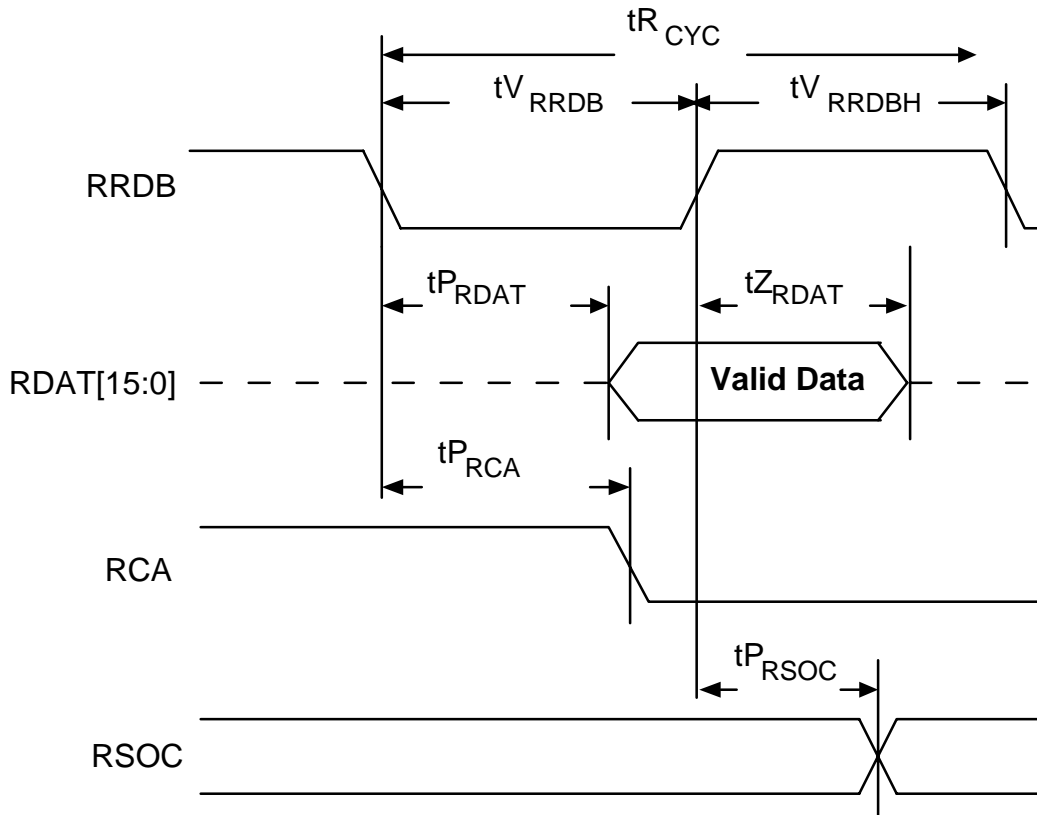 tR CYC
tV RRDB tV RRDBH
RRDB
tP RDAT tZ RDAT
RDAT[15:0] Valid Data
tP RCA
RCA
tP RSOC
RSOC